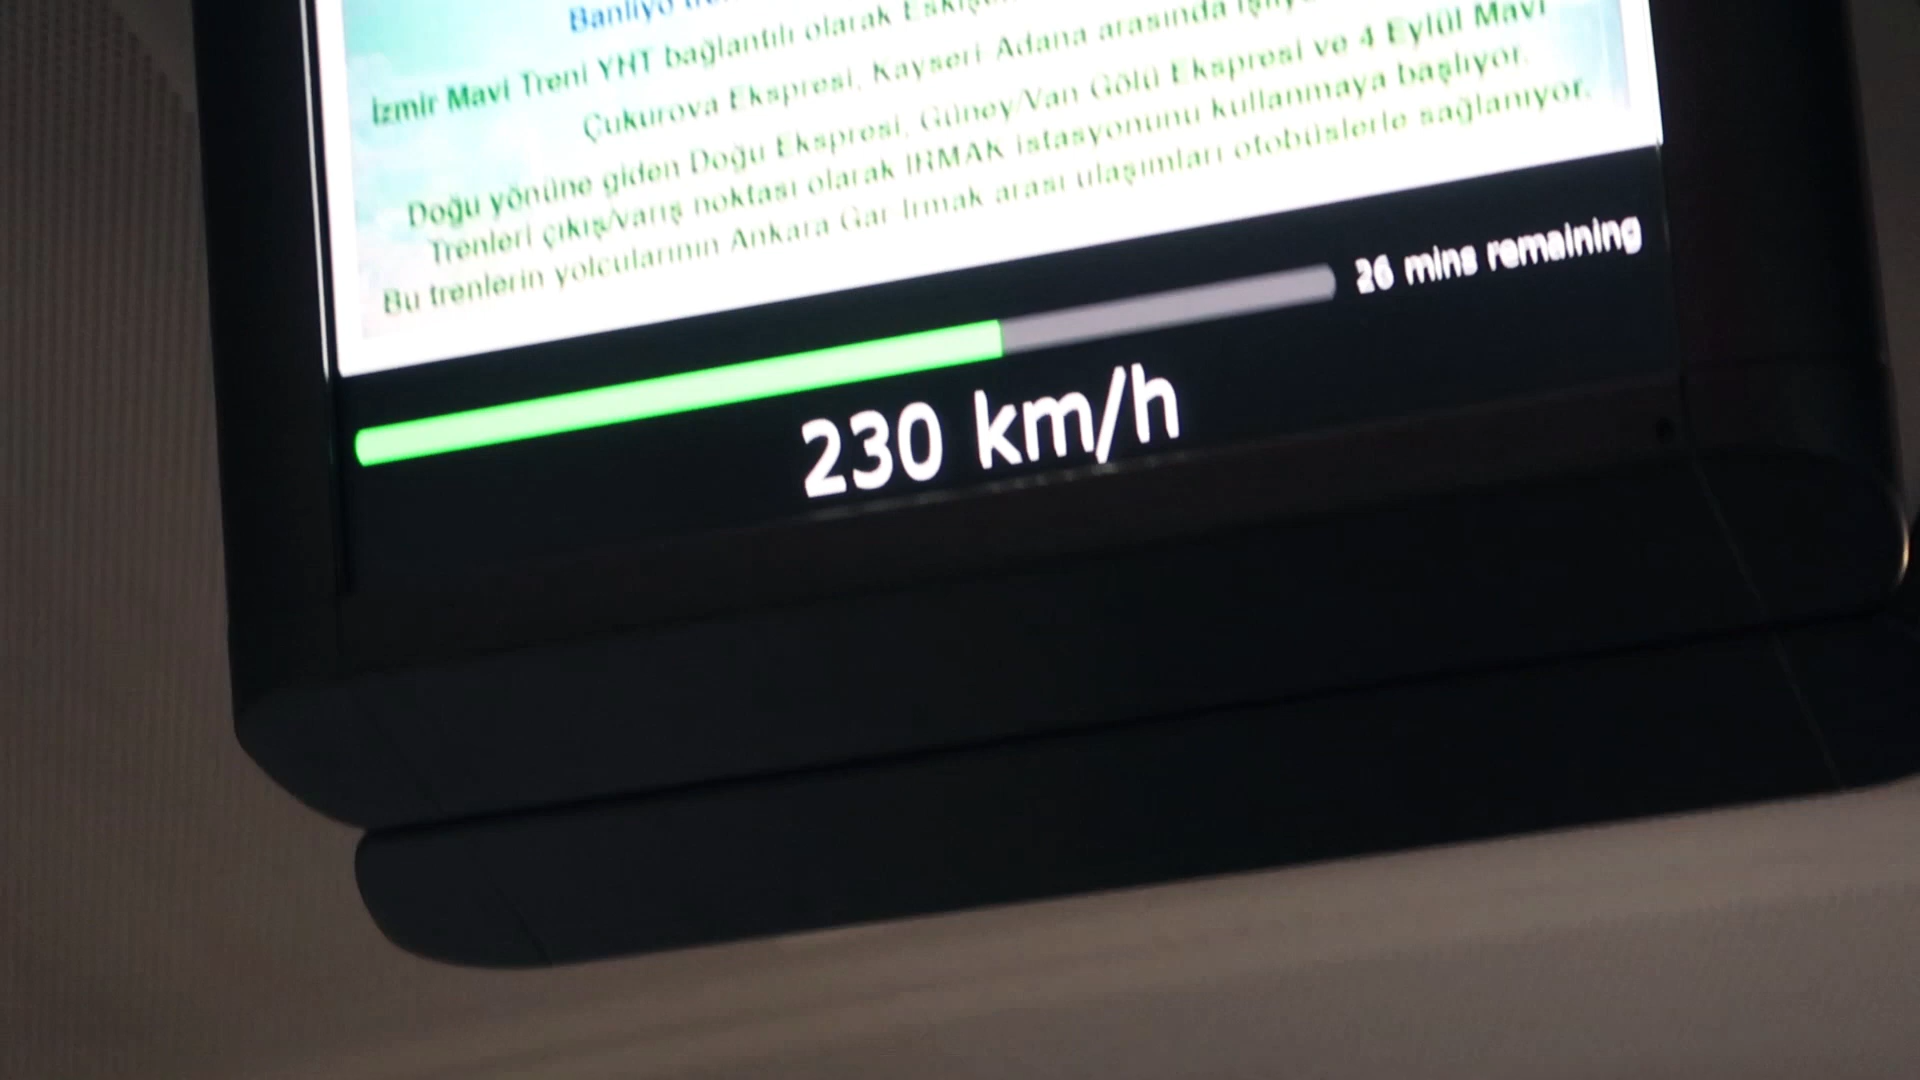 Banliyö
İzmir Mavi Treni YHT bağlantılı olarak
Çukurova Ekspresi, Kayseri-Adana arasında
Doğu yönüne giden Doğu Ekspresi, Güney/Van Gölü Ekspresi ve 4 Eylül Mavi
Trenleri çıkış/varış noktası olarak IRMAK istasyonunu kullanmaya başlıyor.
Bu trenlerin yolcularının Ankara Gar-Irmak arası ulaşımları otobüslerle sağlanıyor.
26 mins remaining
230 km/h